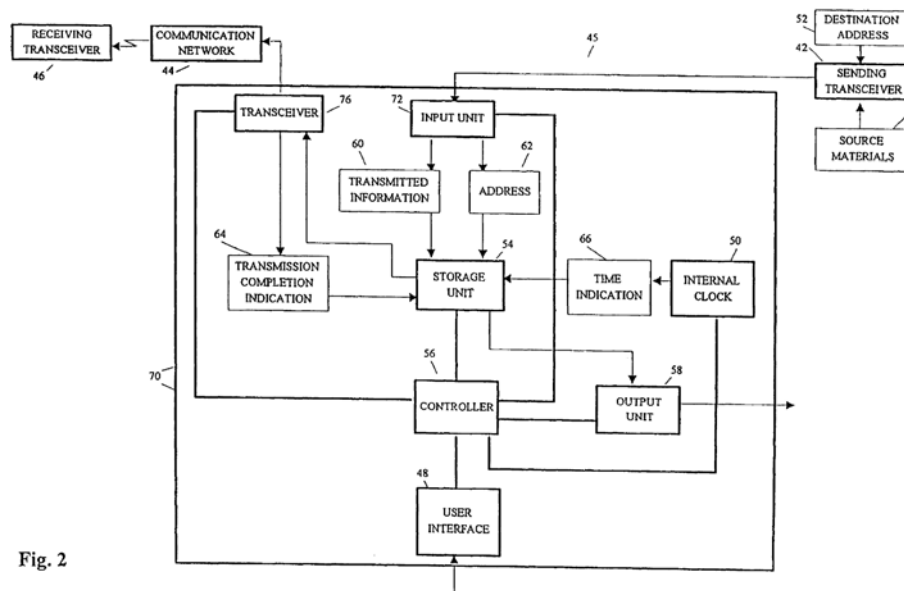 52
DESTINATION
ADDRESS
RECEIVING
TRANSCEIVER
COMMUNICATION
NETWORK
45
42
46
44
SENDING
TRANSCEIVER
TRANSCEIVER
76
72
INPUT UNIT
SOURCE
MATERIALS
60
62
TRANSMITTED
INFORMATION
ADDRESS
64
54
66
50
TRANSMISSION
COMPLETION
INDICATION
STORAGE
UNIT
TIME
INDICATION
INTERNAL
CLOCK
70
56
58
CONTROLLER
OUTPUT
UNIT
48
USER
INTERFACE
Fig. 2